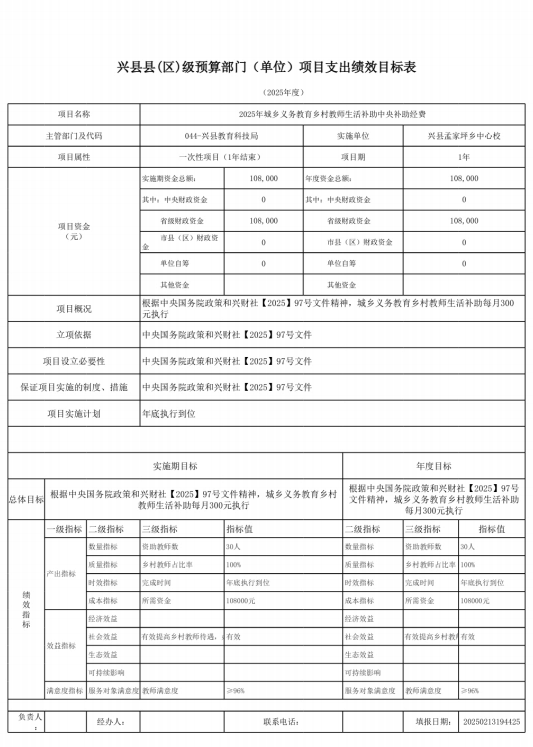 兴县县(区)级预算部门（单位）项目支出绩效目标表
（2025年度）
项目名称 2025年城乡义务教育乡村教师生活补助中央补助经费
主管部门及代码 044-兴县教育科技局 实施单位 兴县孟家坪乡中心校
项目属性 一次性项目（1年结束） 项目期 1年
项目资金（元） 实施期资金总额: 108,000 年度资金总额: 108,000
其中: 中央财政资金 0 其中: 中央财政资金 0
省级财政资金 108,000 省级财政资金 108,000
市县（区）财政资金 0 市县（区）财政资金 0
单位自筹 0 单位自筹 0
其他资金 其他资金
项目概况 根据中央国务院政策和兴财社【2025】97号文件精神，城乡义务教育乡村教师生活补助每月300元执行
立项依据 中央国务院政策和兴财社【2025】97号文件
项目设立必要性 中央国务院政策和兴财社【2025】97号文件
保证项目实施的制度、措施 中央国务院政策和兴财社【2025】97号文件
项目实施计划 年底执行到位
实施期目标 年度目标
总体目标 根据中央国务院政策和兴财社【2025】97号文件精神，城乡义务教育乡村教师生活补助每月300元执行 根据中央国务院政策和兴财社【2025】97号文件精神，城乡义务教育乡村教师生活补助每月300元执行
绩效指标 一级指标 二级指标 三级指标 指标值 二级指标 三级指标 指标值
产出指标 数量指标 资助教师数 30人 数量指标 资助教师数 30人
质量指标 乡村教师占比率 100% 质量指标 乡村教师占比率 100%
时效指标 完成时间 年底执行到位 时效指标 完成时间 年底执行到位
成本指标 所需资金 108000元 成本指标 所需资金 108000元
效益指标 经济效益 经济效益
社会效益 有效提高乡村教师待遇， 有效 社会效益 有效提高乡村教 有效
生态效益 生态效益
可持续影响 可持续影响
满意度指标 服务对象满意度 教师满意度 ≥96% 服务对象满意度 教师满意度 ≥96%
负责人: 经办人: 联系电话: 填报日期: 20250213194425